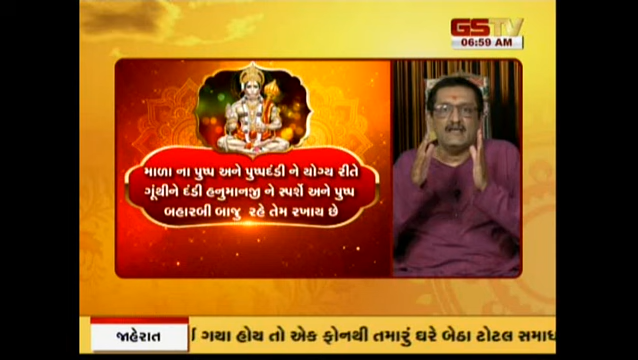 GSTV
06:59 AM
માળા ના પુષ્પ અને પુષ્પદંડી ને યોગ્ય રીતે
ગૂંથીને દંડી હનુમાનજી ને સ્પર્શે અને પુષ્પ
બહારબી બાજુ રહે તેમ રખાય છે
જાહેરાત
ગયા હોય તો એક ફોનથી તમારું ઘરે બેઠા ટોટલ સમાધ